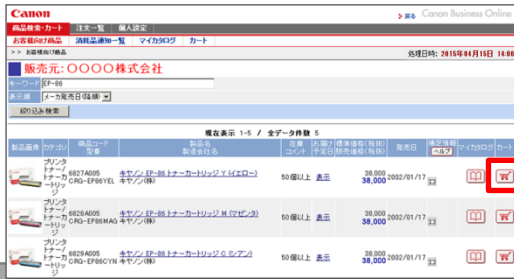 Canon
戻る Canon Business Online
商品検索・カート 注文一覧 個人設定
お客様向け商品 消耗品通知一覧 マイカタログ カート
>> お客様向け商品 処理日時: 2015年04月15日 14:00
販売元:〇〇〇〇株式会社
キーワード EP-86
表示順 メーカ発売日(降順)
絞り込み検索
現在表示 1-5 / 全データ件数 5
商品画像 カテゴリ 商品コード 型番 製品名 製造会社名 在庫 コメント お届け 予定日 標準価格(税抜) 販売価格(税抜) 発売日 補足情報 ヘルプ マイカタログ カート
プリンタ
トナー/
トナーカ
ートリッ
ジ
6827A005
CRG-EP86YEL
キヤノン EP-86トナーカートリッジ Y (イエロー)
キヤノン(株)
50個以上 表示
38,000
38,000
2002/01/17
プリンタ
トナー/
トナーカ
ートリッ
ジ
6828A005
CRG-EP86MAG
キヤノン EP-86トナーカートリッジ M (マゼンタ)
キヤノン(株)
50個以上 表示
38,000
38,000
2002/01/17
プリンタ
トナー/
トナーカ
ートリッ
ジ
6829A005
CRG-EP86CYN
キヤノン EP-86トナーカートリッジ C (シアン)
キヤノン(株)
50個以上 表示
38,000
38,000
2002/01/17